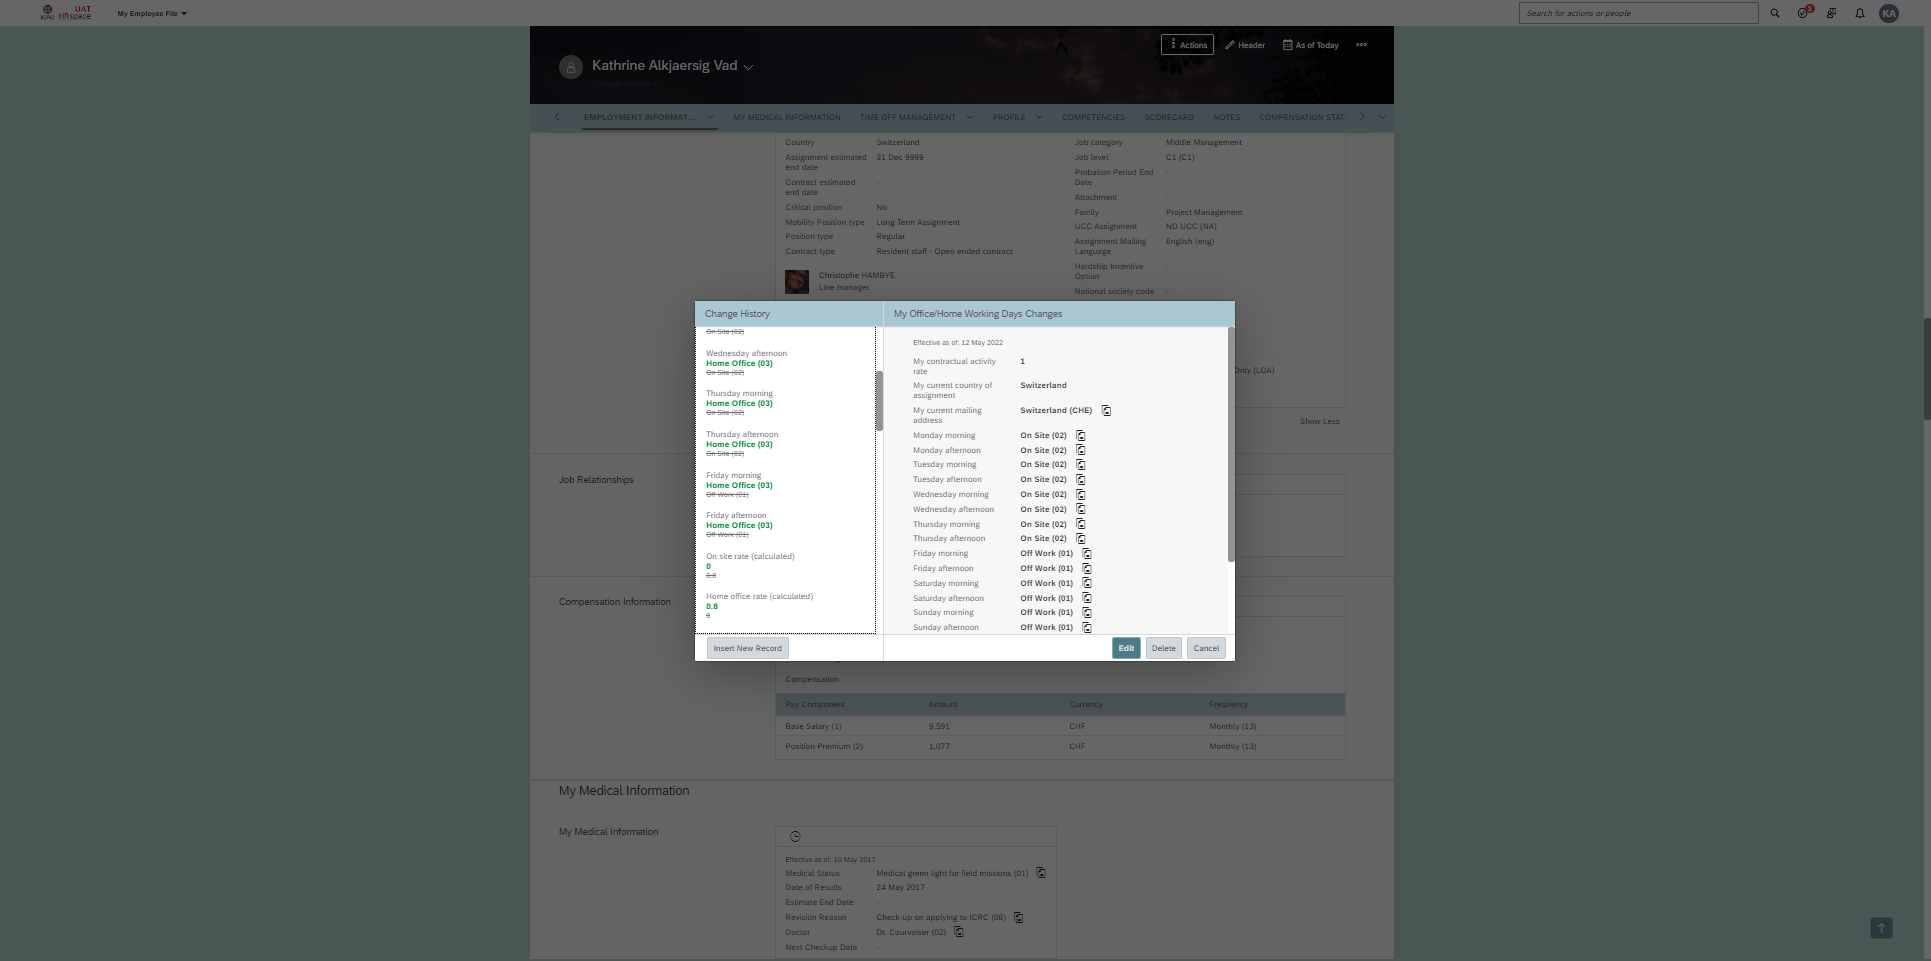 ICRC
UAT
HRspace
My Employee File
Search for actions or people
1
KA
Kathrine Alkjaersig Vad
Actions
Header
As of Today
EMPLOYMENT INFORMAT...
MY MEDICAL INFORMATION
TIME OFF MANAGEMENT
PROFILE
COMPETENCIES
SCORECARD
NOTES
COMPENSATION STAT
Country
Switzerland
Assignment estimated
end date
31 Dec 9999
Contract estimated
end date
-
Critical position
No
Mobility Position type
Long Term Assignment
Position type
Regular
Contract type
Resident staff - Open ended contract
Christophe HAMBYE
Line manager
Job category
Middle Management
Job level
C1 (C1)
Probation Period End
Date
-
Attachment
-
Family
Project Management
UCC Assignment
NO UCC (NA)
Assignment Mailing
Language
English (eng)
Hardship Incentive
Option
-
National society code
-
Only (LOA)
Show Less
Change History
On Site (02)
Wednesday afternoon
Home Office (03)
On Site (02)
Thursday morning
Home Office (03)
On Site (02)
Thursday afternoon
Home Office (03)
On Site (02)
Friday morning
Home Office (03)
Off Work (01)
Friday afternoon
Home Office (03)
Off Work (01)
On site rate (calculated)
0
0.8
Home office rate (calculated)
0.8
0
Insert New Record
My Office/Home Working Days Changes
Effective as of: 12 May 2022
My contractual activity
rate
1
My current country of
assignment
Switzerland
My current mailing
address
Switzerland (CHE)
Monday morning
On Site (02)
Monday afternoon
On Site (02)
Tuesday morning
On Site (02)
Tuesday afternoon
On Site (02)
Wednesday morning
On Site (02)
Wednesday afternoon
On Site (02)
Thursday morning
On Site (02)
Thursday afternoon
On Site (02)
Friday morning
Off Work (01)
Friday afternoon
Off Work (01)
Saturday morning
Off Work (01)
Saturday afternoon
Off Work (01)
Sunday morning
Off Work (01)
Sunday afternoon
Off Work (01)
Edit
Delete
Cancel
Job Relationships
Compensation Information
Compensation
Pay Component
Amount
Currency
Frequency
Base Salary (1)
9,591
CHF
Monthly (13)
Position Premium (2)
1,077
CHF
Monthly (13)
My Medical Information
My Medical Information
Effective as of: 10 May 2017
Medical Status
Medical green light for field missions (01)
Date of Results
24 May 2017
Estimate End Date
-
Revision Reason
Check-up on applying to ICRC (08)
Doctor
Dr. Courvoiser (02)
Next Checkup Date
-